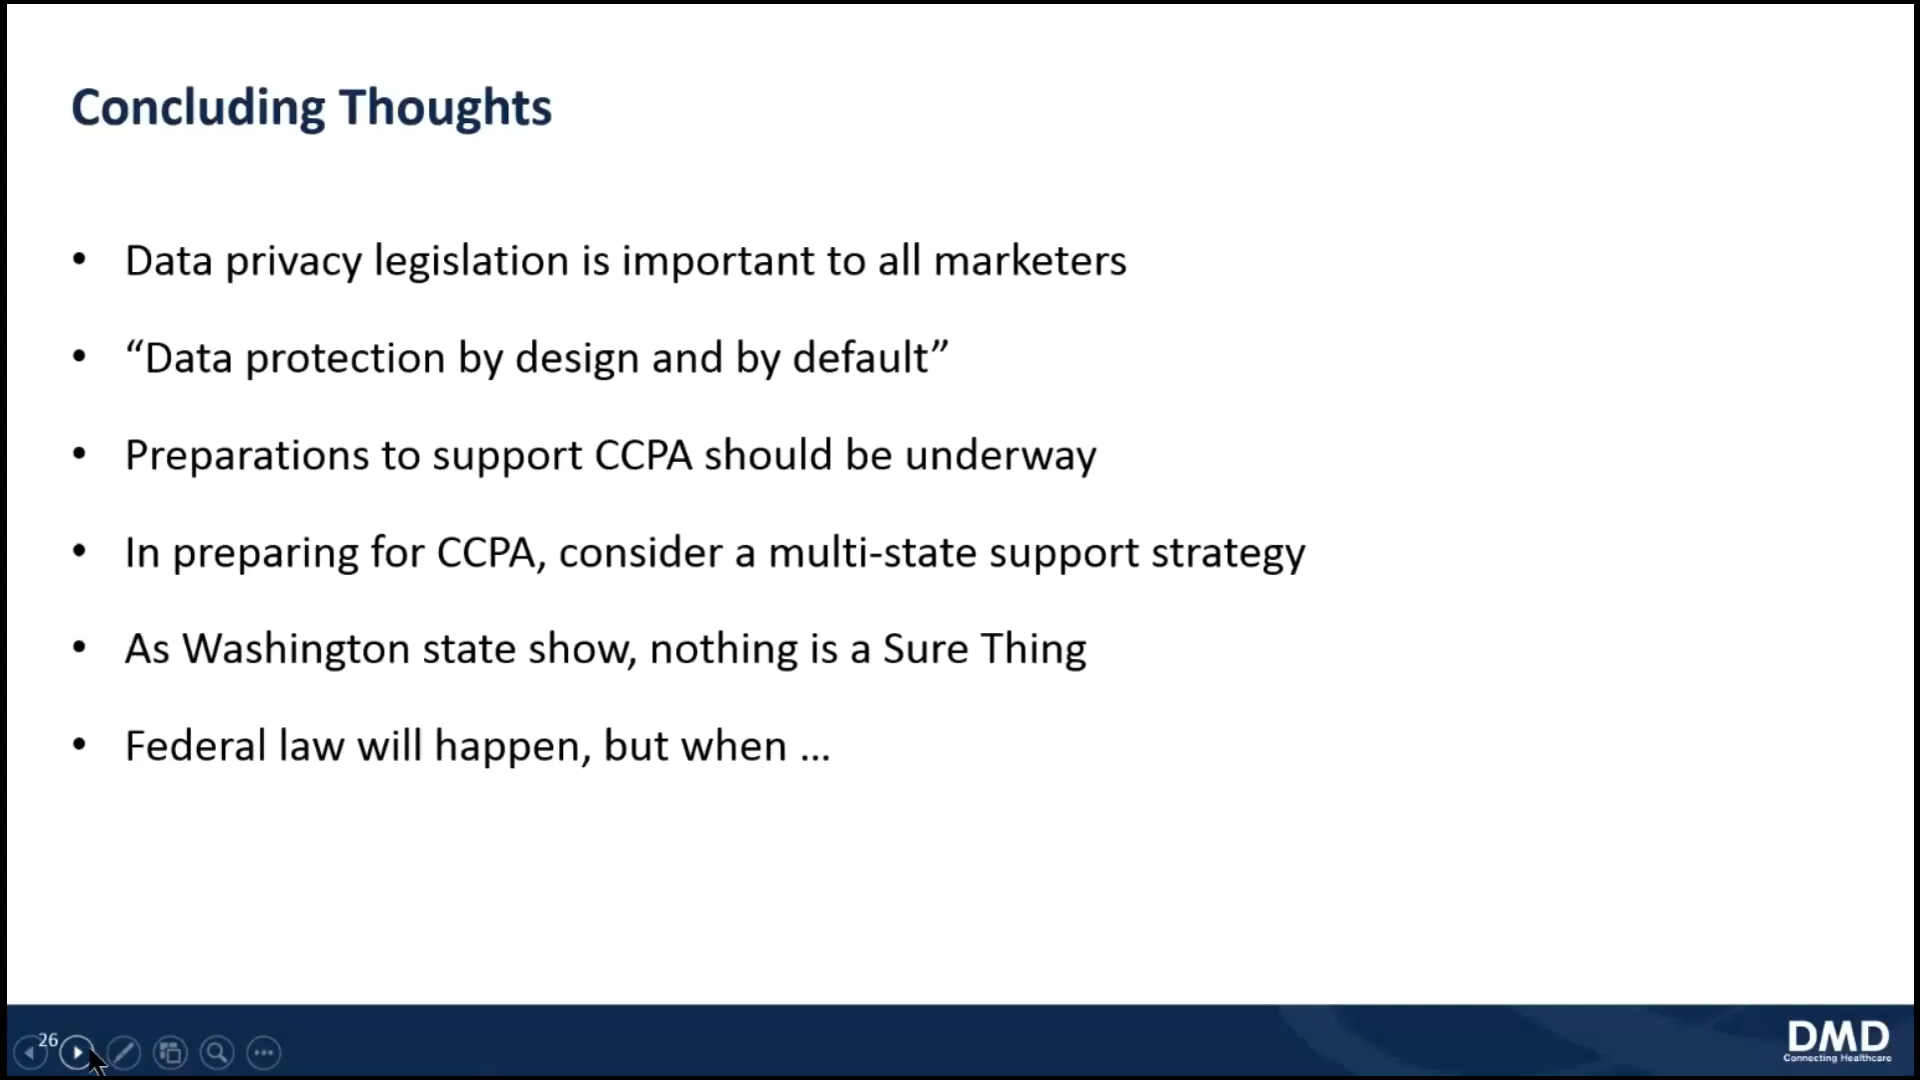 Concluding Thoughts
• Data privacy legislation is important to all marketers
• “Data protection by design and by default”
• Preparations to support CCPA should be underway
• In preparing for CCPA, consider a multi-state support strategy
• As Washington state show, nothing is a Sure Thing
• Federal law will happen, but when ...
26
DMD
Connecting Healthcare